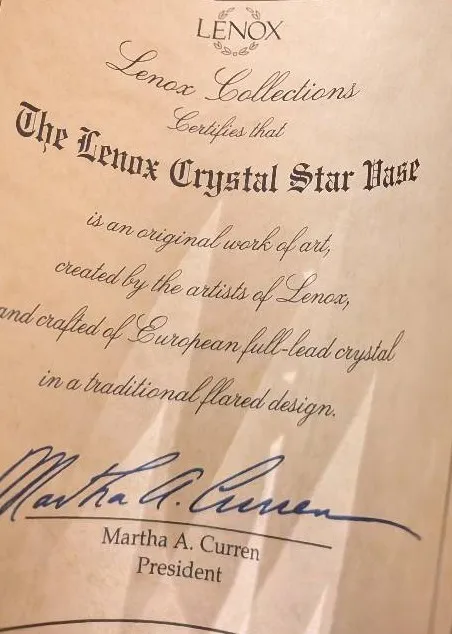 LENOX
Lenox Collections
Certifies that
The Lenox Crystal Star Vase
is an original work of art,
created by the artists of Lenox,
and crafted of European full-lead crystal
in a traditional flared design.
Martha A. Curren
Martha A. Curren
President